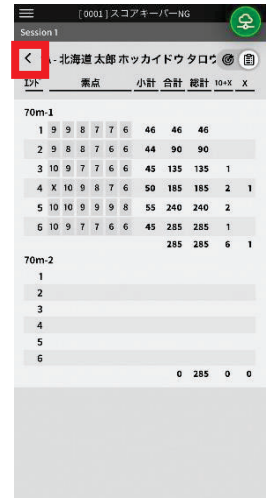 [0001]スコアキーパーNG
Session 1
- 北海道太郎 ホッカイドウ タロウ
ｴﾝﾄﾞ 素点 小計 合計 総計 10+X X
70m-1
1 9 9 8 7 7 6 46 46 46
2 9 8 8 7 6 6 44 90 90
3 10 9 7 7 6 6 45 135 135 1
4 X 10 9 8 7 6 50 185 185 2 1
5 10 10 9 9 9 8 55 240 240 2
6 10 9 7 7 6 6 45 285 285 1
285 285 6 1
70m-2
1
2
3
4
5
6
0 285 0 0